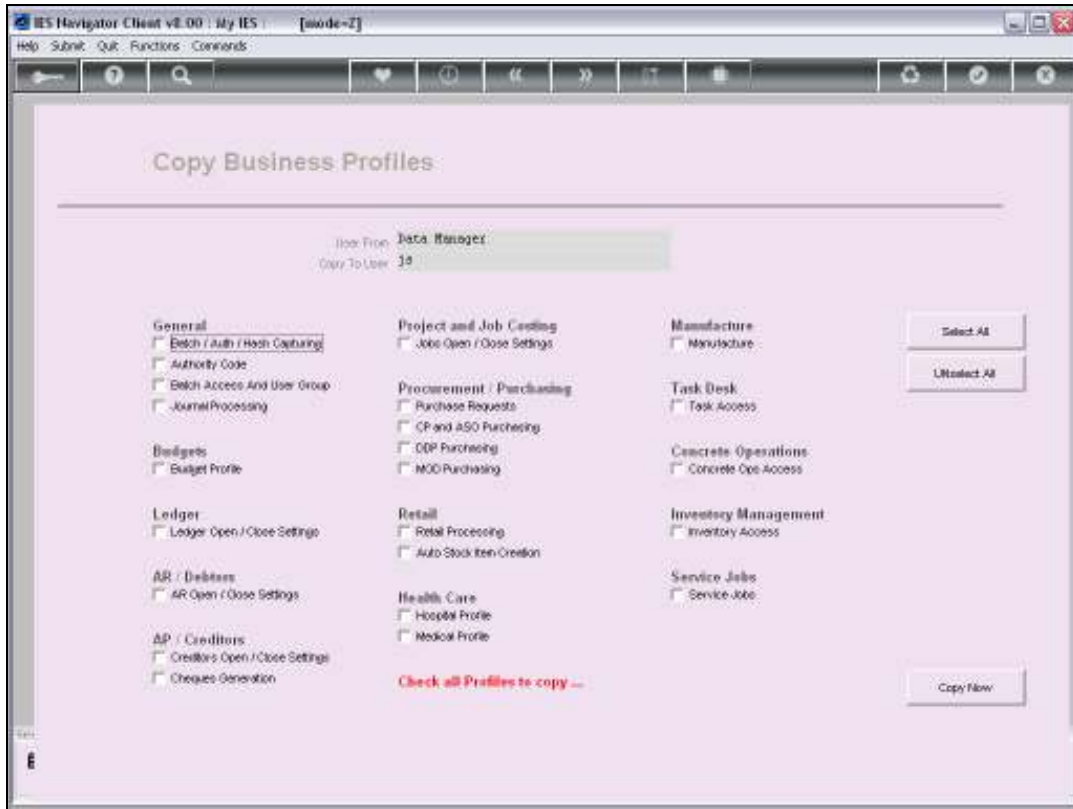 IES Navigator Client v8.00 : My IES : [mode=Z]
Help Submit Quit Functions Commands
Copy Business Profiles
User From Data Manager
Copy To User
General
Batch / Auth / Hash Capturing
Authority Code
Batch Access And User Group
Journal Processing
Budgets
Budget Profile
Ledger
Ledger Open / Close Settings
AR / Debtors
AR Open / Close Settings
AP / Creditors
Creditors Open / Close Settings
Cheques Generation
Project and Job Costing
Jobs Open / Close Settings
Procurement / Purchasing
Purchase Requests
CP and ASO Purchasing
ODP Purchasing
MOD Purchasing
Retail
Retail Processing
Auto Stock Item Creation
Health Care
Hospital Profile
Medical Profile
Check all Profiles to copy ...
Manufacture
Manufacture
Task Desk
Task Access
Concrete Operations
Concrete Ops Access
Inventory Management
Inventory Access
Service Jobs
Service Jobs
Select All
UNselect All
Copy Now